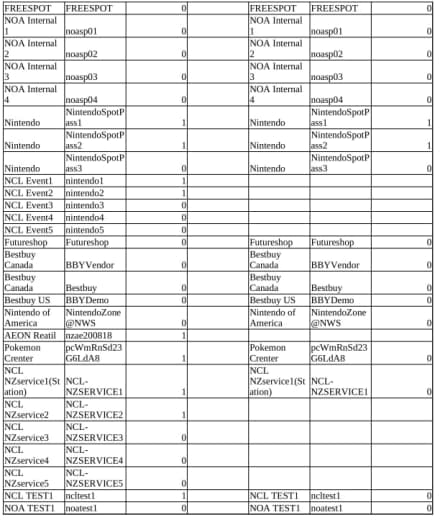 FREESPOT FREESPOT 0 FREESPOT FREESPOT 0
NOA Internal 1 noasp01 0 NOA Internal 1 noasp01 0
NOA Internal 2 noasp02 0 NOA Internal 2 noasp02 0
NOA Internal 3 noasp03 0 NOA Internal 3 noasp03 0
NOA Internal 4 noasp04 0 NOA Internal 4 noasp04 0
Nintendo NintendoSpotPass1 1 Nintendo NintendoSpotPass1 1
Nintendo NintendoSpotPass2 1 Nintendo NintendoSpotPass2 1
Nintendo NintendoSpotPass3 0 Nintendo NintendoSpotPass3 0
NCL Event1 nintendo1 1
NCL Event2 nintendo2 1
NCL Event3 nintendo3 0
NCL Event4 nintendo4 0
NCL Event5 nintendo5 0
Futureshop Futureshop 0 Futureshop Futureshop 0
Bestbuy Canada BBYVendor 0 Bestbuy Canada BBYVendor 0
Bestbuy Canada Bestbuy 0 Bestbuy Canada Bestbuy 0
Bestbuy US BBYDemo 0 Bestbuy US BBYDemo 0
Nintendo of America NintendoZone@NWS 0 Nintendo of America NintendoZone@NWS 0
AEON Reatil nzae200818 1
Pokemon Crenter pcWmRnSd23G6LdA8 1 Pokemon Crenter pcWmRnSd23G6LdA8 0
NCL NZservice1(Station) NCL-NZSERVICE1 1 NCL NZservice1(Station) NCL-NZSERVICE1 0
NCL NZservice2 NCL-NZSERVICE2 1
NCL NZservice3 NCL-NZSERVICE3 0
NCL NZservice4 NCL-NZSERVICE4 0
NCL NZservice5 NCL-NZSERVICE5 0
NCL TEST1 ncltest1 1 NCL TEST1 ncltest1 0
NOA TEST1 noatest1 0 NOA TEST1 noatest1 0